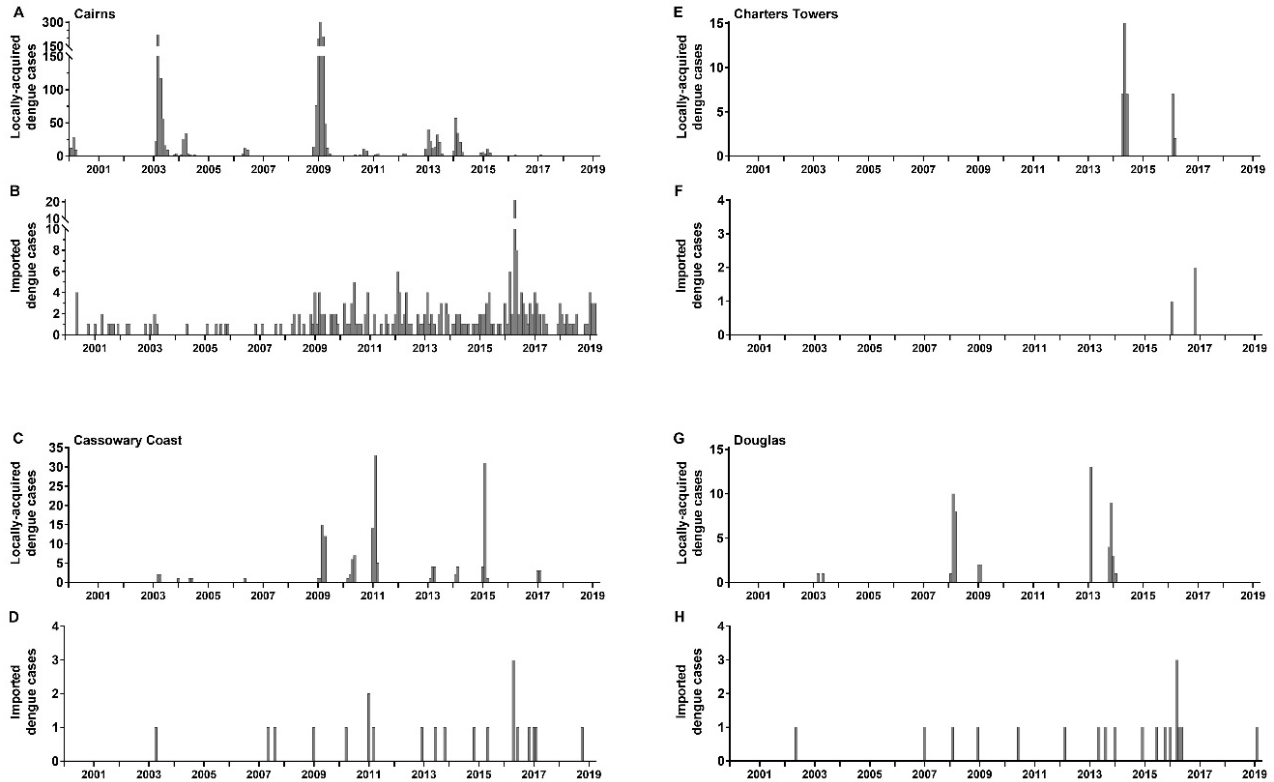 A Cairns
Locally-acquired
dengue cases
300
150
150
100
50
0
2001 2003 2005 2007 2009 2011 2013 2015 2017 2019
B
Imported
dengue cases
20
10
10
8
6
4
2
0
2001 2003 2005 2007 2009 2011 2013 2015 2017 2019
C Cassowary Coast
Locally-acquired
dengue cases
35
30
25
20
15
10
5
0
2001 2003 2005 2007 2009 2011 2013 2015 2017 2019
D
Imported
dengue cases
4
3
2
1
0
2001 2003 2005 2007 2009 2011 2013 2015 2017 2019
E Charters Towers
Locally-acquired
dengue cases
15
10
5
0
2001 2003 2005 2007 2009 2011 2013 2015 2017 2019
F
Imported
dengue cases
4
3
2
1
0
2001 2003 2005 2007 2009 2011 2013 2015 2017 2019
G Douglas
Locally-acquired
dengue cases
15
10
5
0
2001 2003 2005 2007 2009 2011 2013 2015 2017 2019
H
Imported
dengue cases
4
3
2
1
0
2001 2003 2005 2007 2009 2011 2013 2015 2017 2019